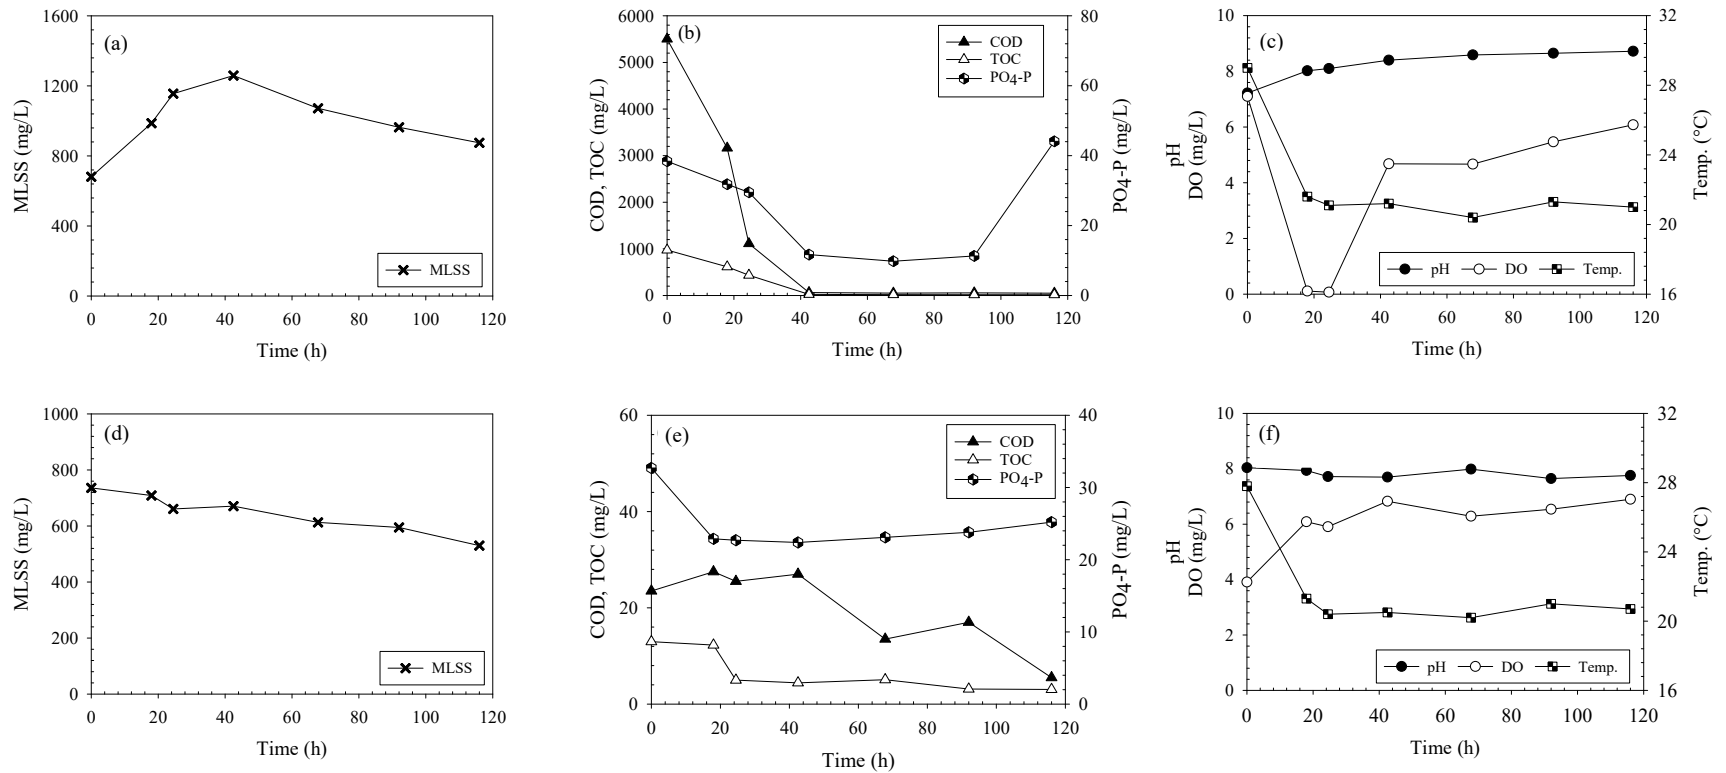 (a)
MLSS (mg/L)
1600
1200
800
400
0
MLSS
0 20 40 60 80 100 120
Time (h)
(b)
COD, TOC (mg/L)
6000
5000
4000
3000
2000
1000
0
COD
TOC
PO4-P
80
60
40
20
0
PO4-P (mg/L)
0 20 40 60 80 100 120
Time (h)
(c)
pH
DO (mg/L)
10
8
6
4
2
0
pH DO Temp.
32
28
24
20
16
Temp. (°C)
0 20 40 60 80 100 120
Time (h)
(d)
MLSS (mg/L)
1000
800
600
400
200
0
MLSS
0 20 40 60 80 100 120
Time (h)
(e)
COD, TOC (mg/L)
60
40
20
0
COD
TOC
PO4-P
40
30
20
10
0
PO4-P (mg/L)
0 20 40 60 80 100 120
Time (h)
(f)
pH
DO (mg/L)
10
8
6
4
2
0
pH DO Temp.
32
28
24
20
16
Temp. (°C)
0 20 40 60 80 100 120
Time (h)